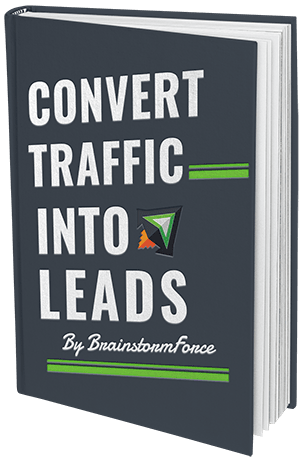 CONVERT
TRAFFIC
INTO
LEADS
By BrainstormForce